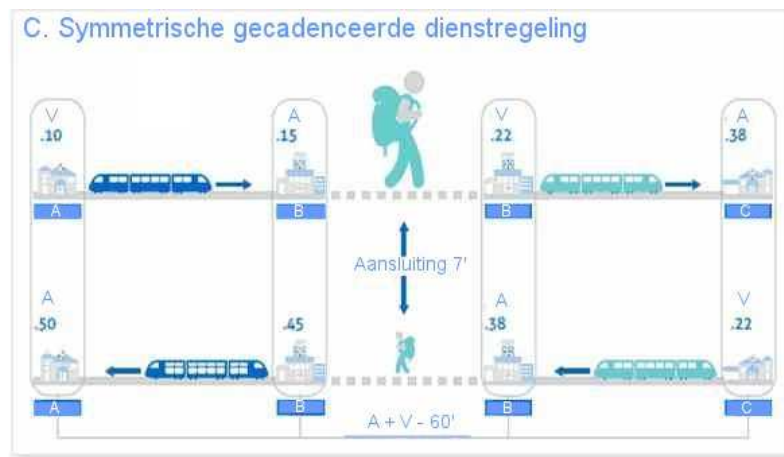 C. Symmetrische gecadenceerde dienstregeling
V A V A
.10 .15 .22 .38
A B B C
Aansluiting 7'
A A V
.50 .45 .38 .22
A B B C
A + V - 60'